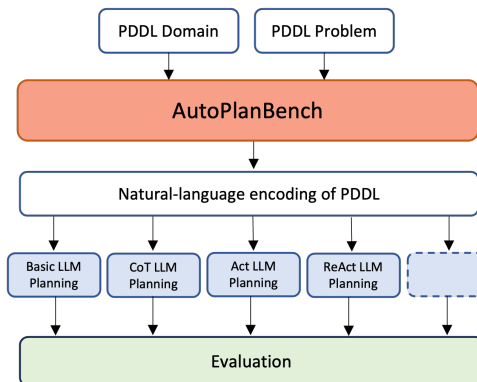 PDDL Domain
PDDL Problem
AutoPlanBench
Natural-language encoding of PDDL
Basic LLM
Planning
CoT LLM
Planning
Act LLM
Planning
ReAct LLM
Planning
Evaluation